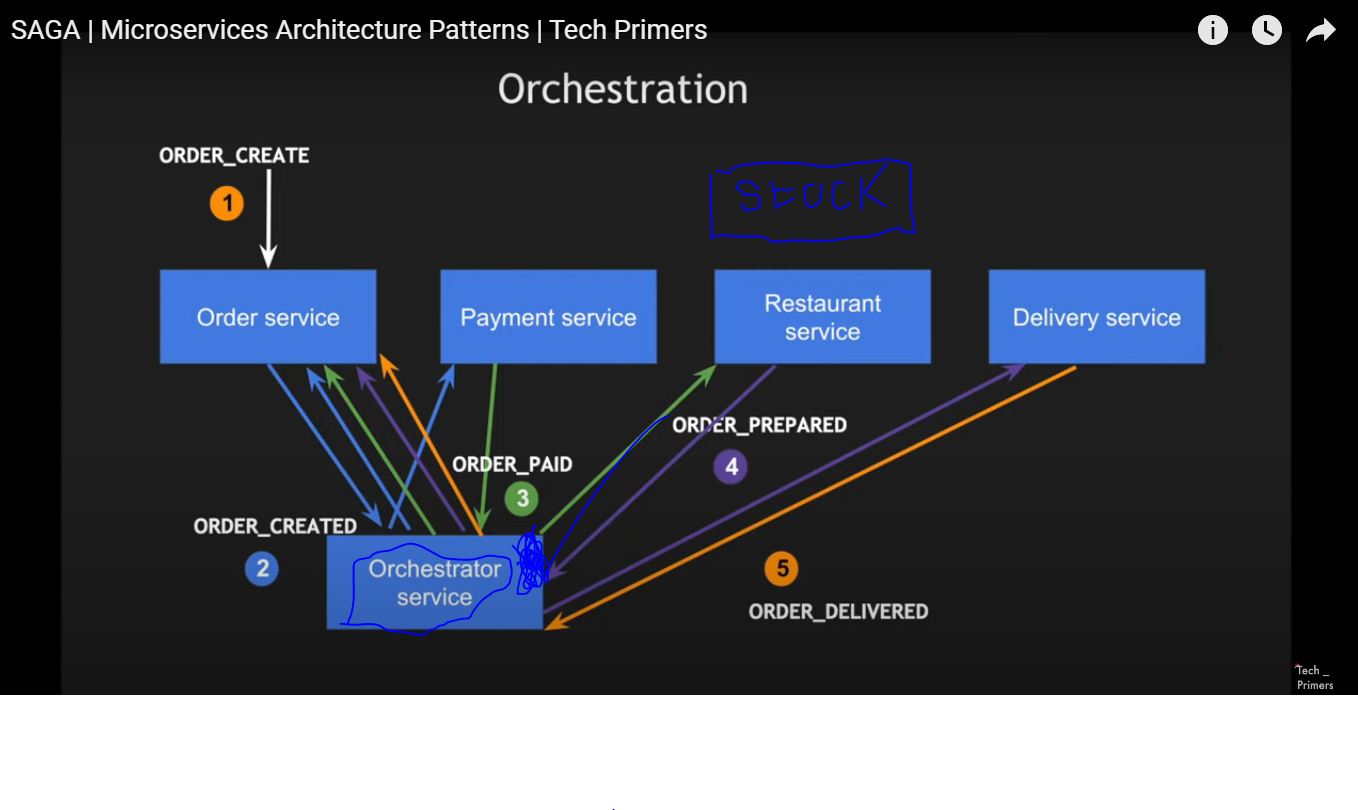 SAGA | Microservices Architecture Patterns | Tech Primers
Orchestration
ORDER_CREATE
1
STOCK
Order service
Payment service
Restaurant
service
Delivery service
ORDER_PREPARED
4
ORDER_PAID
3
ORDER_CREATED
2
Orchestrator
service
5
ORDER_DELIVERED
Tech _
Primers